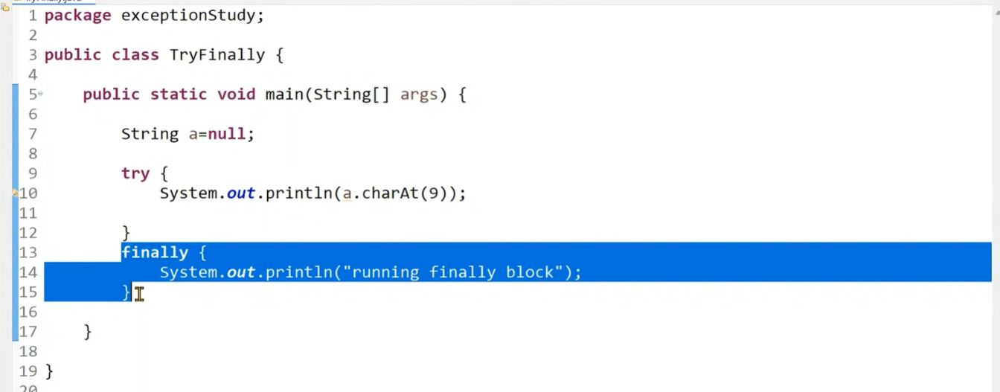 1 package exceptionStudy;
2
3 public class TryFinally {
4
5 public static void main(String[] args) {
6
7 String a=null;
8
9 try {
10 System.out.println(a.charAt(9));
11
12 }
13 finally {
14 System.out.println("running finally block");
15 }
16
17 }
18
19 }
20